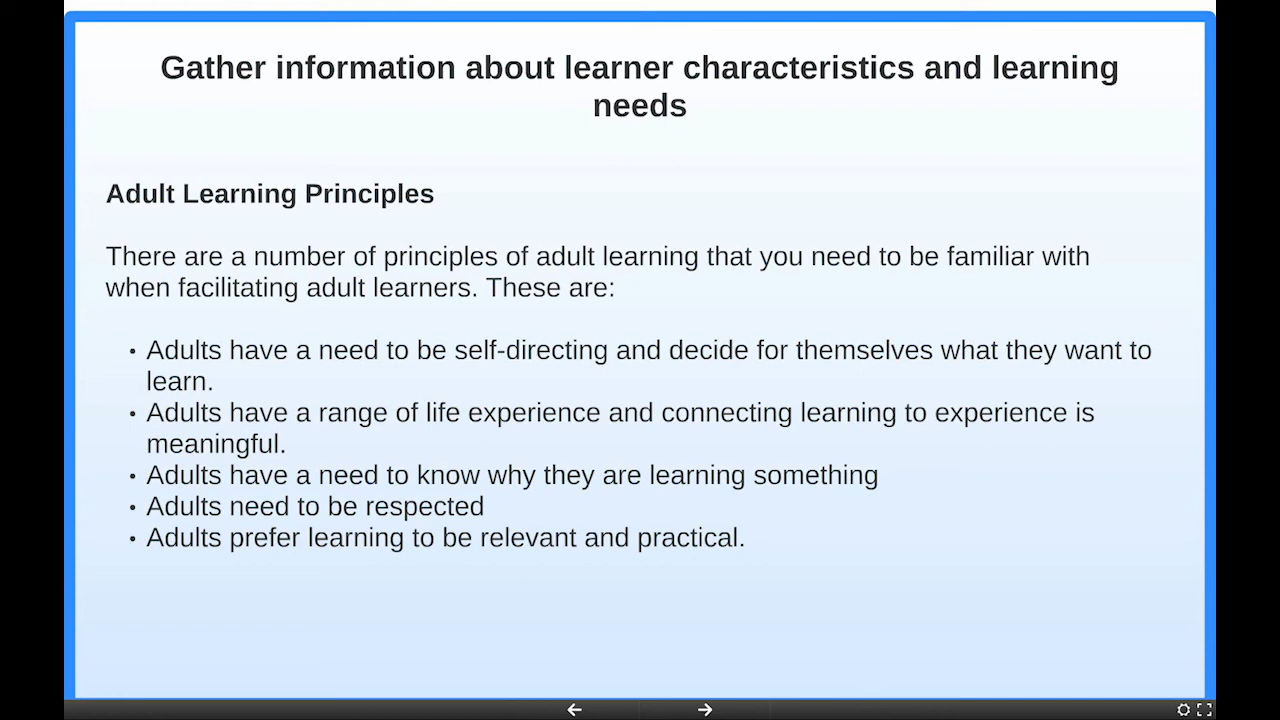 Gather information about learner characteristics and learning
needs
Adult Learning Principles
There are a number of principles of adult learning that you need to be familiar with
when facilitating adult learners. These are:
• Adults have a need to be self-directing and decide for themselves what they want to
learn.
• Adults have a range of life experience and connecting learning to experience is
meaningful.
• Adults have a need to know why they are learning something
• Adults need to be respected
• Adults prefer learning to be relevant and practical.